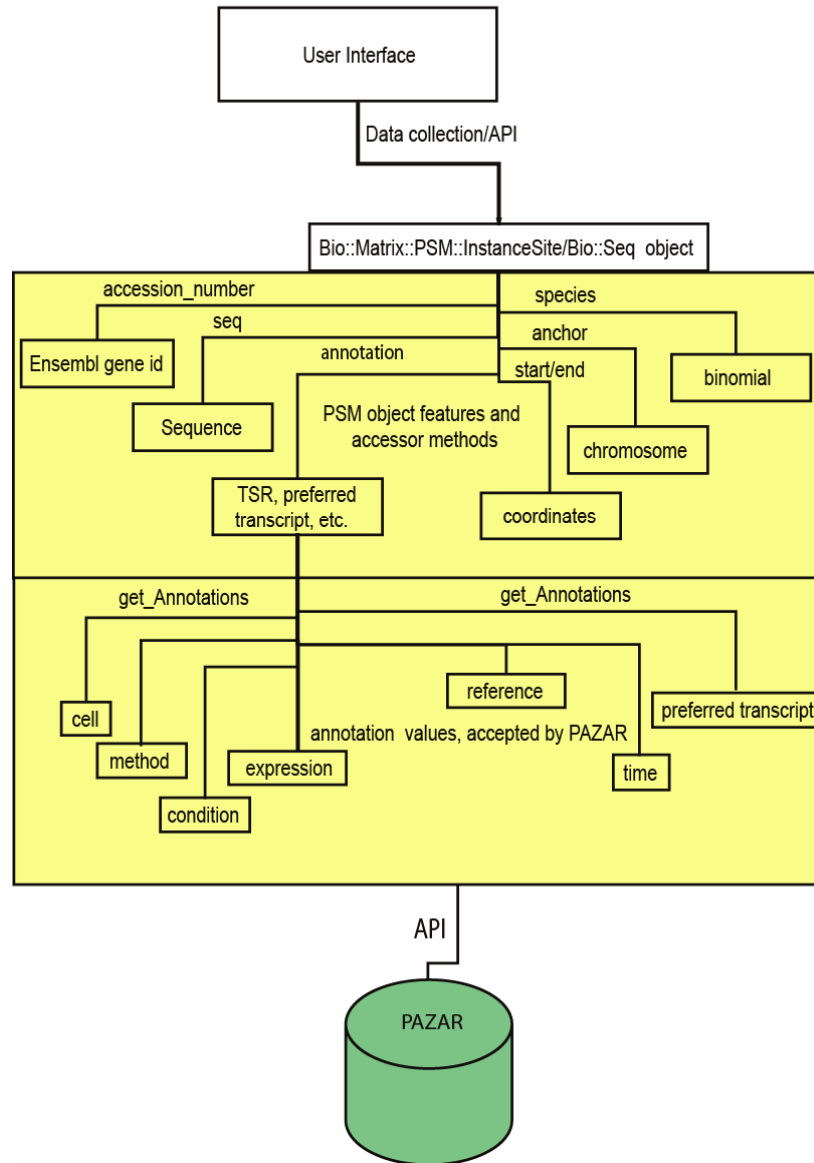 User Interface
Data collection/API
Bio::Matrix::PSM::InstanceSite/Bio::Seq object
accession_number
species
seq
anchor
annotation
start/end
Ensembl gene id
binomial
Sequence
PSM object features and
accessor methods
chromosome
TSR, preferred
transcript, etc.
coordinates
get_Annotations
get_Annotations
reference
cell
preferred transcript
annotation values, accepted by PAZAR
method
expression
time
condition
API
PAZAR